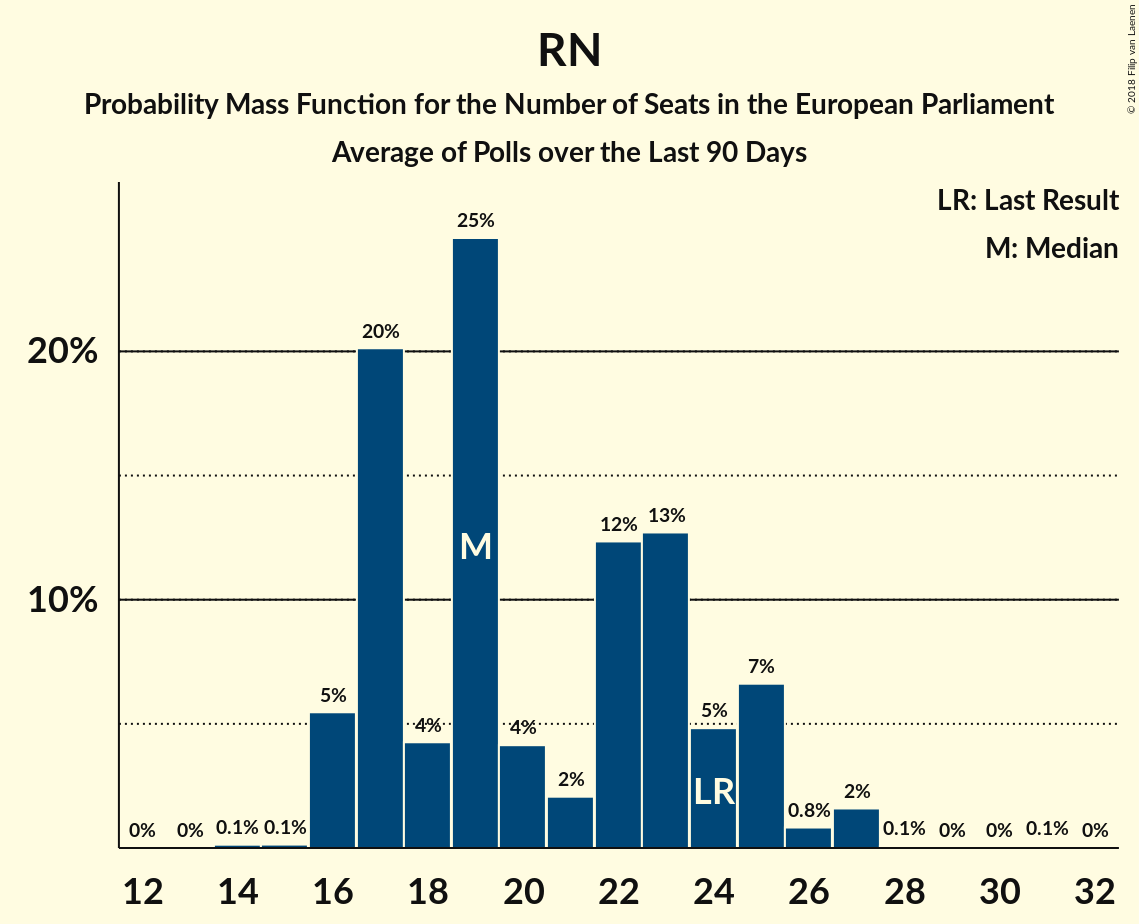 RN
Probability Mass Function for the Number of Seats in the European Parliament
Average of Polls over the Last 90 Days
© 2018 Filip van Laenen
LR: Last Result
M: Median
20%
10%
0%
0%
0.1%
0.1%
5%
20%
4%
25%
4%
2%
12%
13%
5%
7%
0.8%
2%
0.1%
0%
0%
0.1%
0%
M
LR
12 14 16 18 20 22 24 26 28 30 32